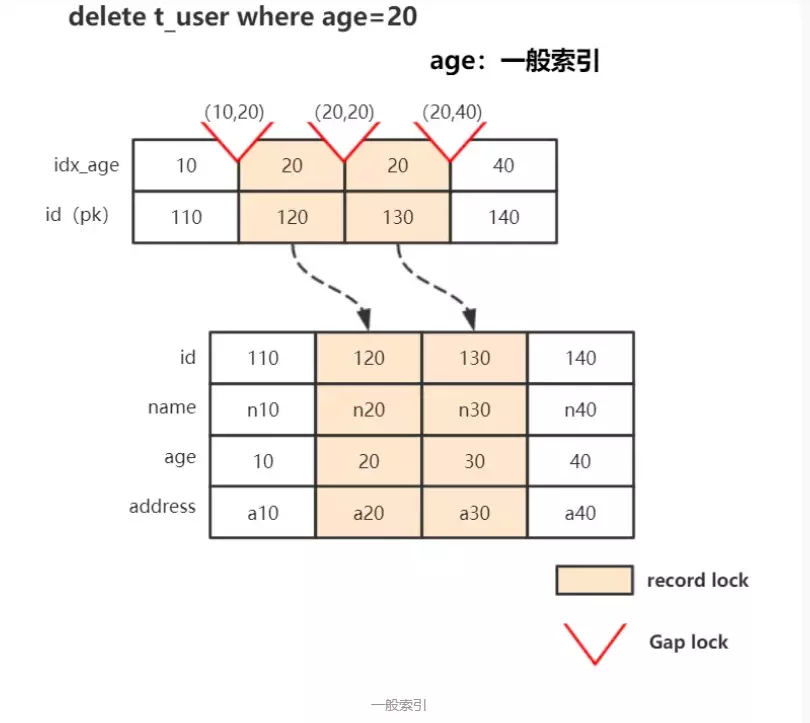 delete t_user where age=20
age：一般索引
(10,20) (20,20) (20,40)
idx_age 10 20 20 40
id（pk） 110 120 130 140
id 110 120 130 140
name n10 n20 n30 n40
age 10 20 30 40
address a10 a20 a30 a40
record lock
Gap lock
一般索引